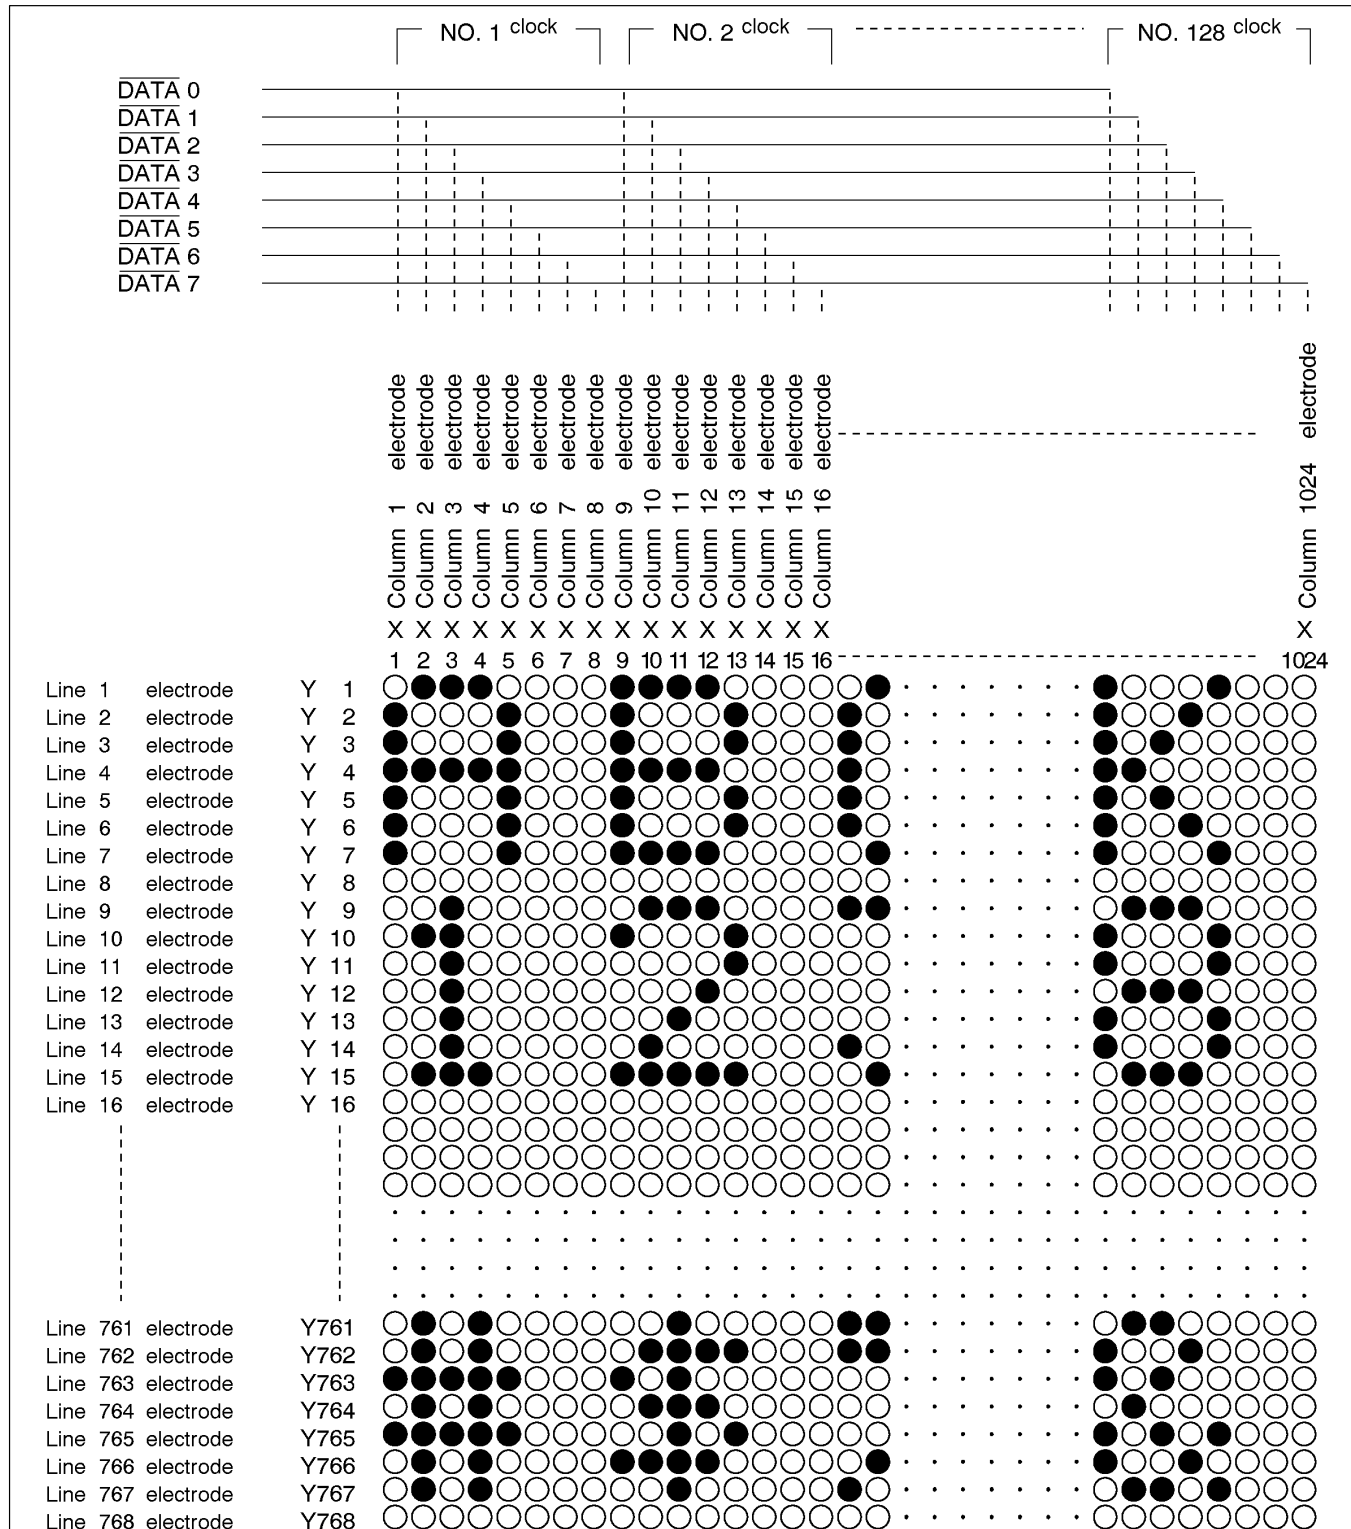 NO. 1 clock NO. 2 clock NO. 128 clock
DATA 0
DATA 1
DATA 2
DATA 3
DATA 4
DATA 5
DATA 6
DATA 7
X Column 1 electrode
X Column 2 electrode
X Column 3 electrode
X Column 4 electrode
X Column 5 electrode
X Column 6 electrode
X Column 7 electrode
X Column 8 electrode
X Column 9 electrode
X Column 10 electrode
X Column 11 electrode
X Column 12 electrode
X Column 13 electrode
X Column 14 electrode
X Column 15 electrode
X Column 16 electrode
X Column 1024 electrode
1 2 3 4 5 6 7 8 9 10 11 12 13 14 15 16 1024
Line 1 electrode Y 1
Line 2 electrode Y 2
Line 3 electrode Y 3
Line 4 electrode Y 4
Line 5 electrode Y 5
Line 6 electrode Y 6
Line 7 electrode Y 7
Line 8 electrode Y 8
Line 9 electrode Y 9
Line 10 electrode Y 10
Line 11 electrode Y 11
Line 12 electrode Y 12
Line 13 electrode Y 13
Line 14 electrode Y 14
Line 15 electrode Y 15
Line 16 electrode Y 16
Line 761 electrode Y761
Line 762 electrode Y762
Line 763 electrode Y763
Line 764 electrode Y764
Line 765 electrode Y765
Line 766 electrode Y766
Line 767 electrode Y767
Line 768 electrode Y768